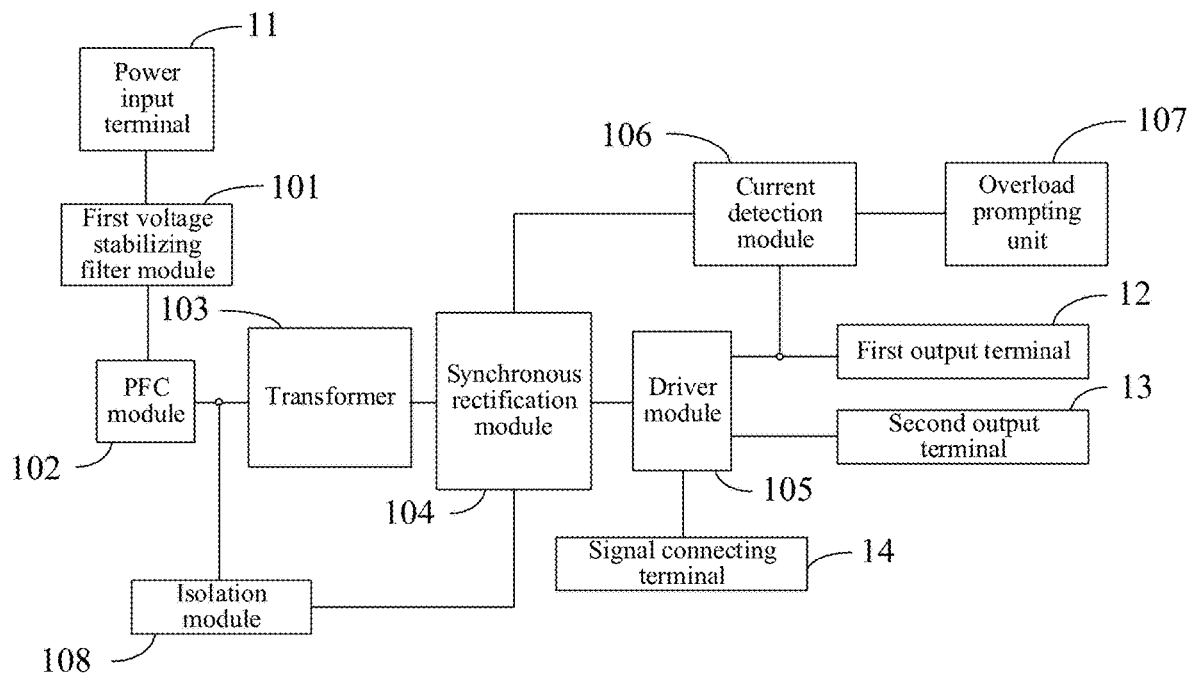 11
Power
input
terminal
101
First voltage
stabilizing
filter module
106
Current
detection
module
107
Overload
prompting
unit
103
Transformer
Synchronous
rectification
module
104
Driver
module
105
12
First output terminal
13
Second output
terminal
PFC
module
102
Signal connecting
terminal
14
Isolation
module
108